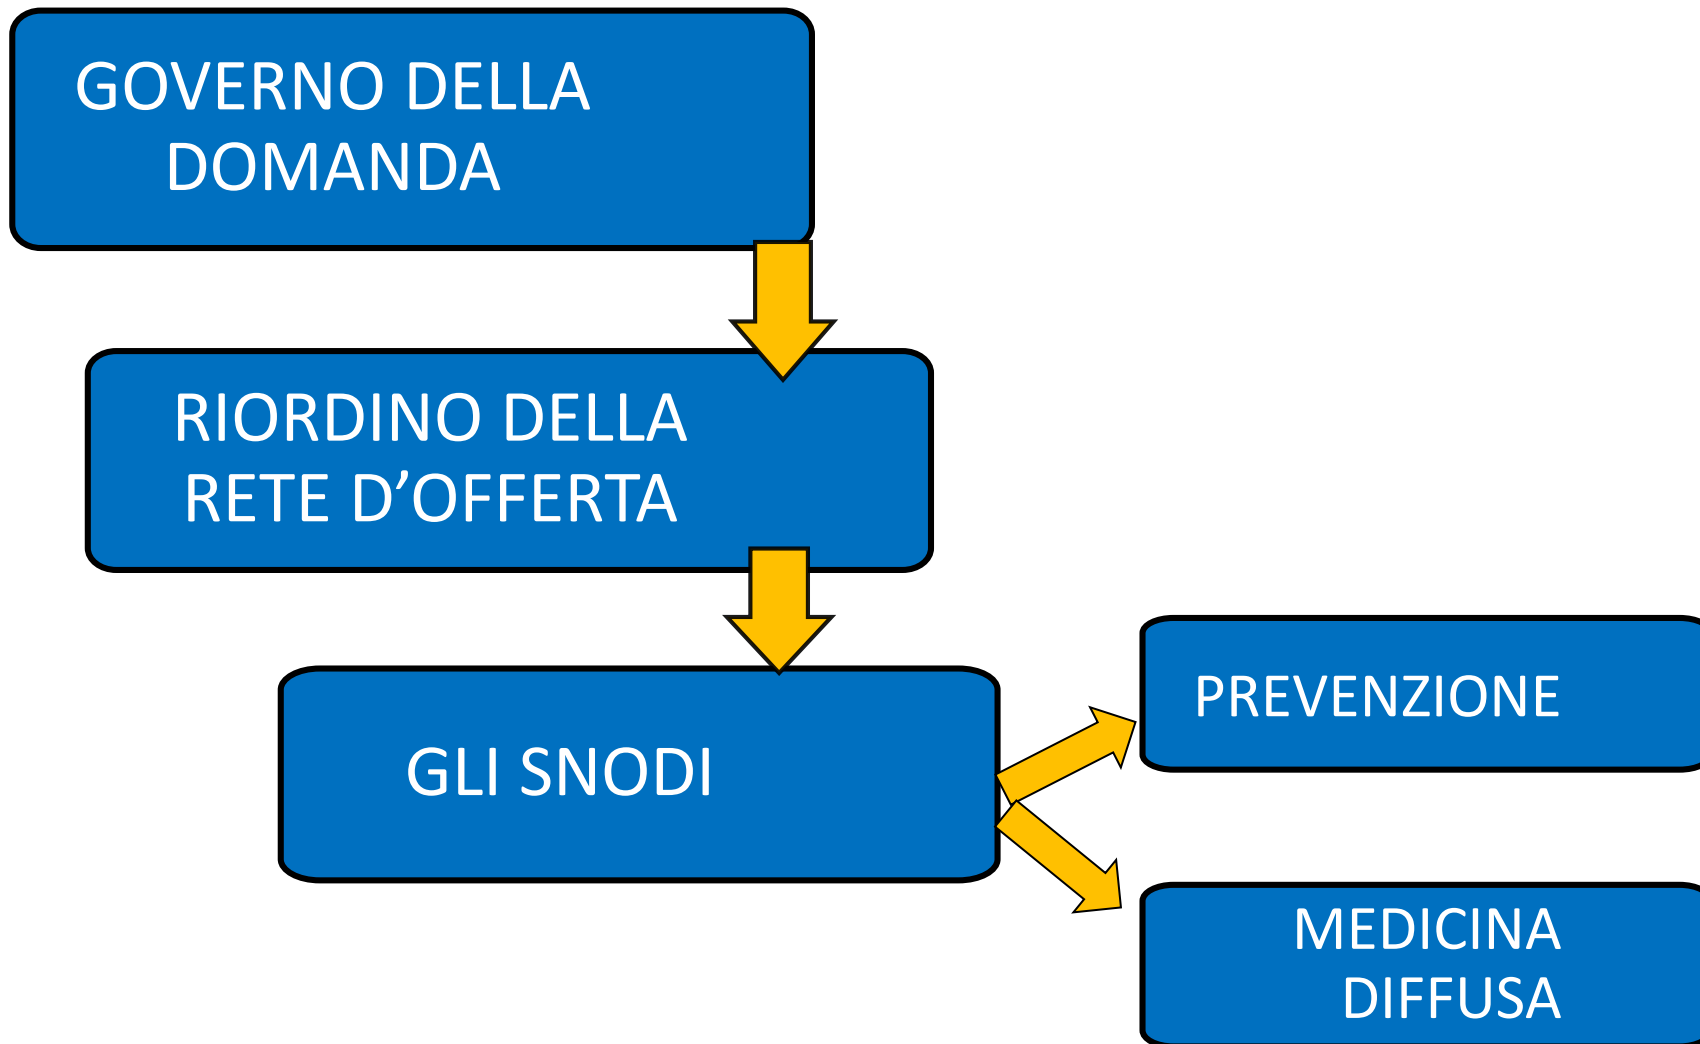 GOVERNO DELLA
DOMANDA
RIORDINO DELLA
RETE D’OFFERTA
GLI SNODI
PREVENZIONE
MEDICINA
DIFFUSA